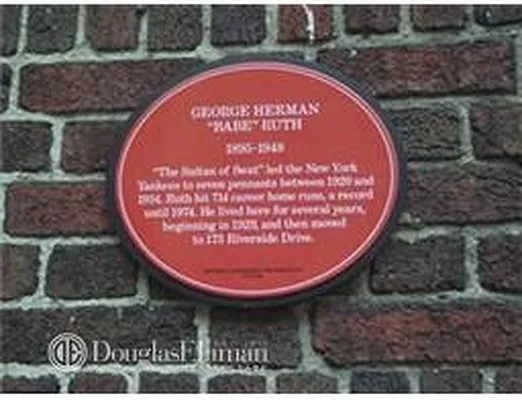 GEORGE HERMAN
"BABE" RUTH
1895-1948
"The Sultan of Swat" led the New York
Yankees to seven pennants between 1920 and
1934. Ruth hit 714 career home runs, a record
until 1974. He lived here for several years,
beginning in 1929, and then moved
to 173 Riverside Drive.
DE DouglasElliman